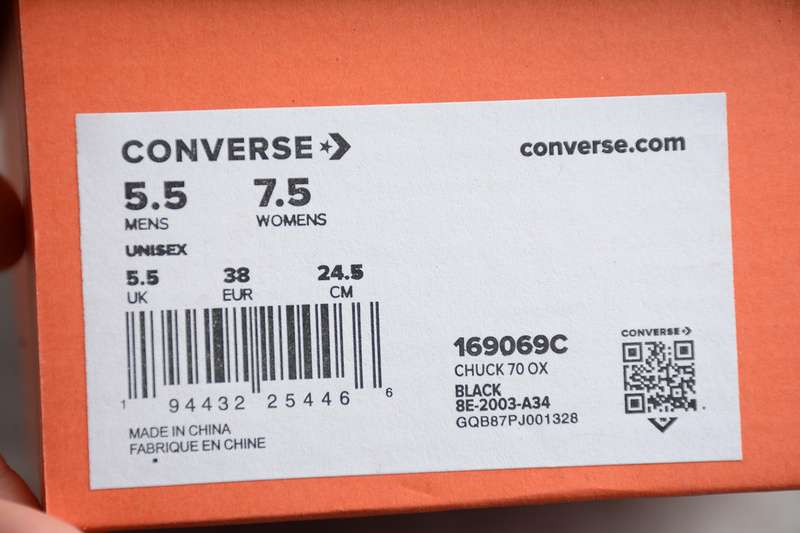 CONVERSE
converse.com
5.5 7.5
MENS WOMENS
UNISEX
5.5 38 24.5
UK EUR CM
1 94432 25446 6
MADE IN CHINA
FABRIQUE EN CHINE
169069C
CHUCK 70 OX
BLACK
8E-2003-A34
GQB87PJ001328
CONVERSE